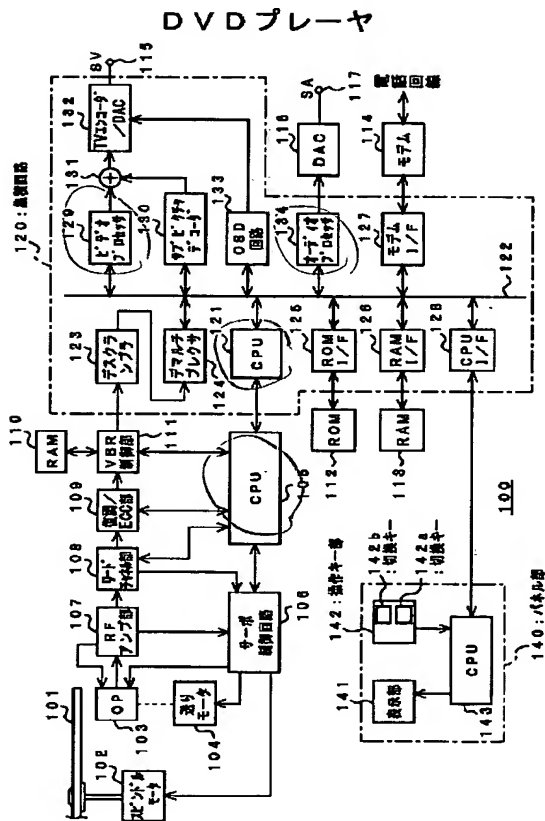 DVDプレーヤ
101
102
スピンドル
モータ
OP
103
送り
モータ
104
107
RF
アンプ部
108
リード
チャネル部
109
復調/
ECC部
110
RAM
VBR
制御部
111
CPU
105
サーボ
制御回路
106
120:集積回路
123
デスクラ
ンブラ
デマルチ
プレクサ
124
121
CPU
129
ビデオ
プロセッサ
131
132
TVエンコーダ
/DAC
SV
115
サブピクチャ
デコーダ
130
OSD
回路
133
134
オーディオ
プロセッサ
116
DAC
SA
117
125
ROM
I/F
112
ROM
126
RAM
I/F
113
RAM
127
モデム
I/F
114
モデム
電話
回線
128
CPU
I/F
122
100
142:操作キー部
142b
:切換キー
142a
:切換キー
141
表示部
CPU
143
140:パネル部